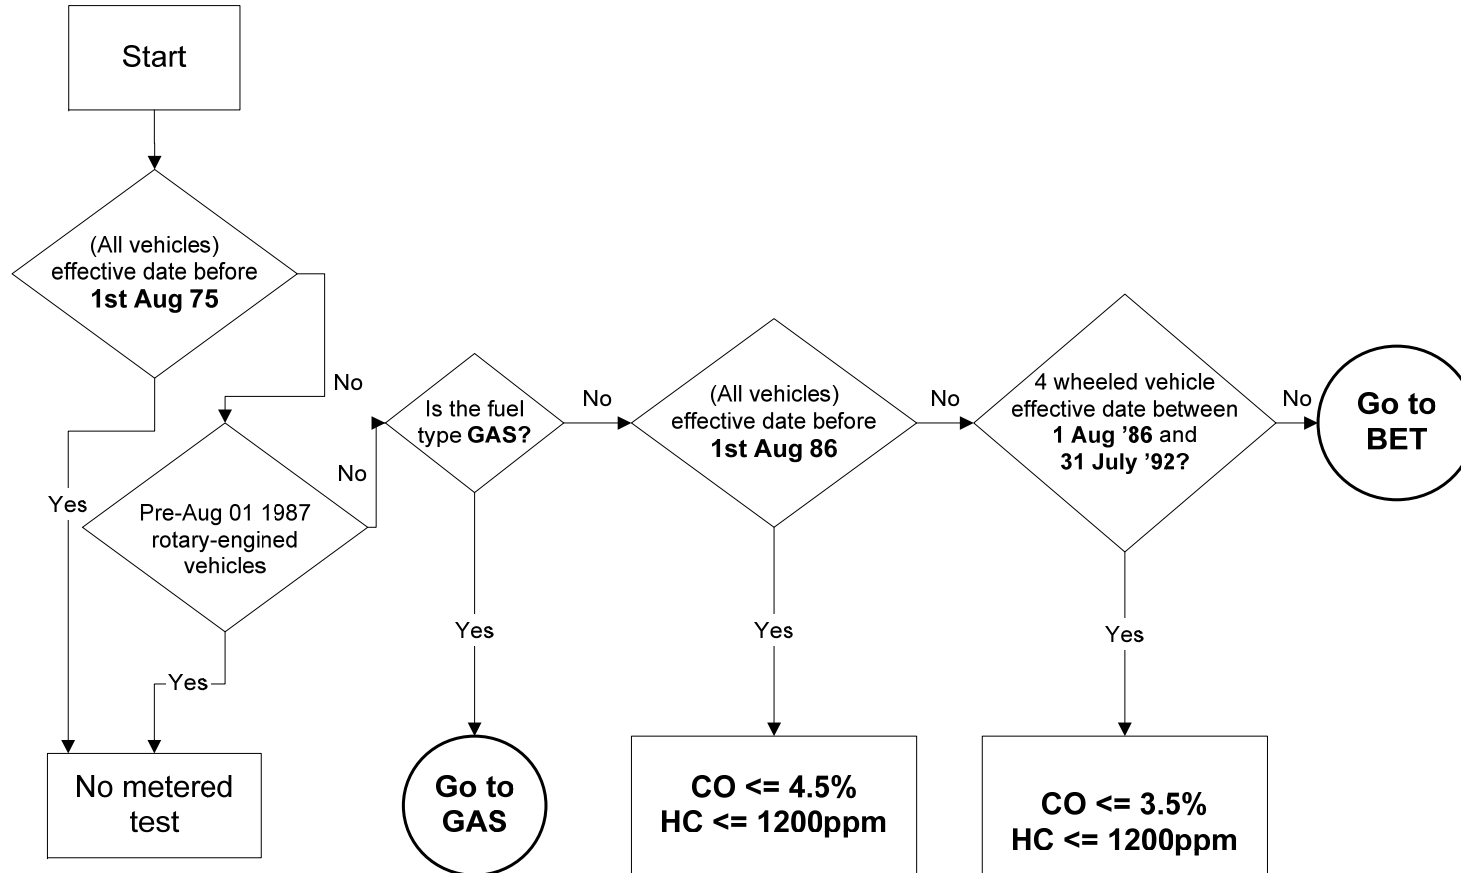 Start
(All vehicles)
effective date before
1st Aug 75
No
Yes
Pre-Aug 01 1987
rotary-engined
vehicles
No
Yes
No metered
test
Is the fuel
type GAS?
No
Yes
Go to
GAS
(All vehicles)
effective date before
1st Aug 86
No
Yes
CO <= 4.5%
HC <= 1200ppm
4 wheeled vehicle
effective date between
1 Aug ’86 and
31 July ’92?
No
Yes
CO <= 3.5%
HC <= 1200ppm
Go to
BET